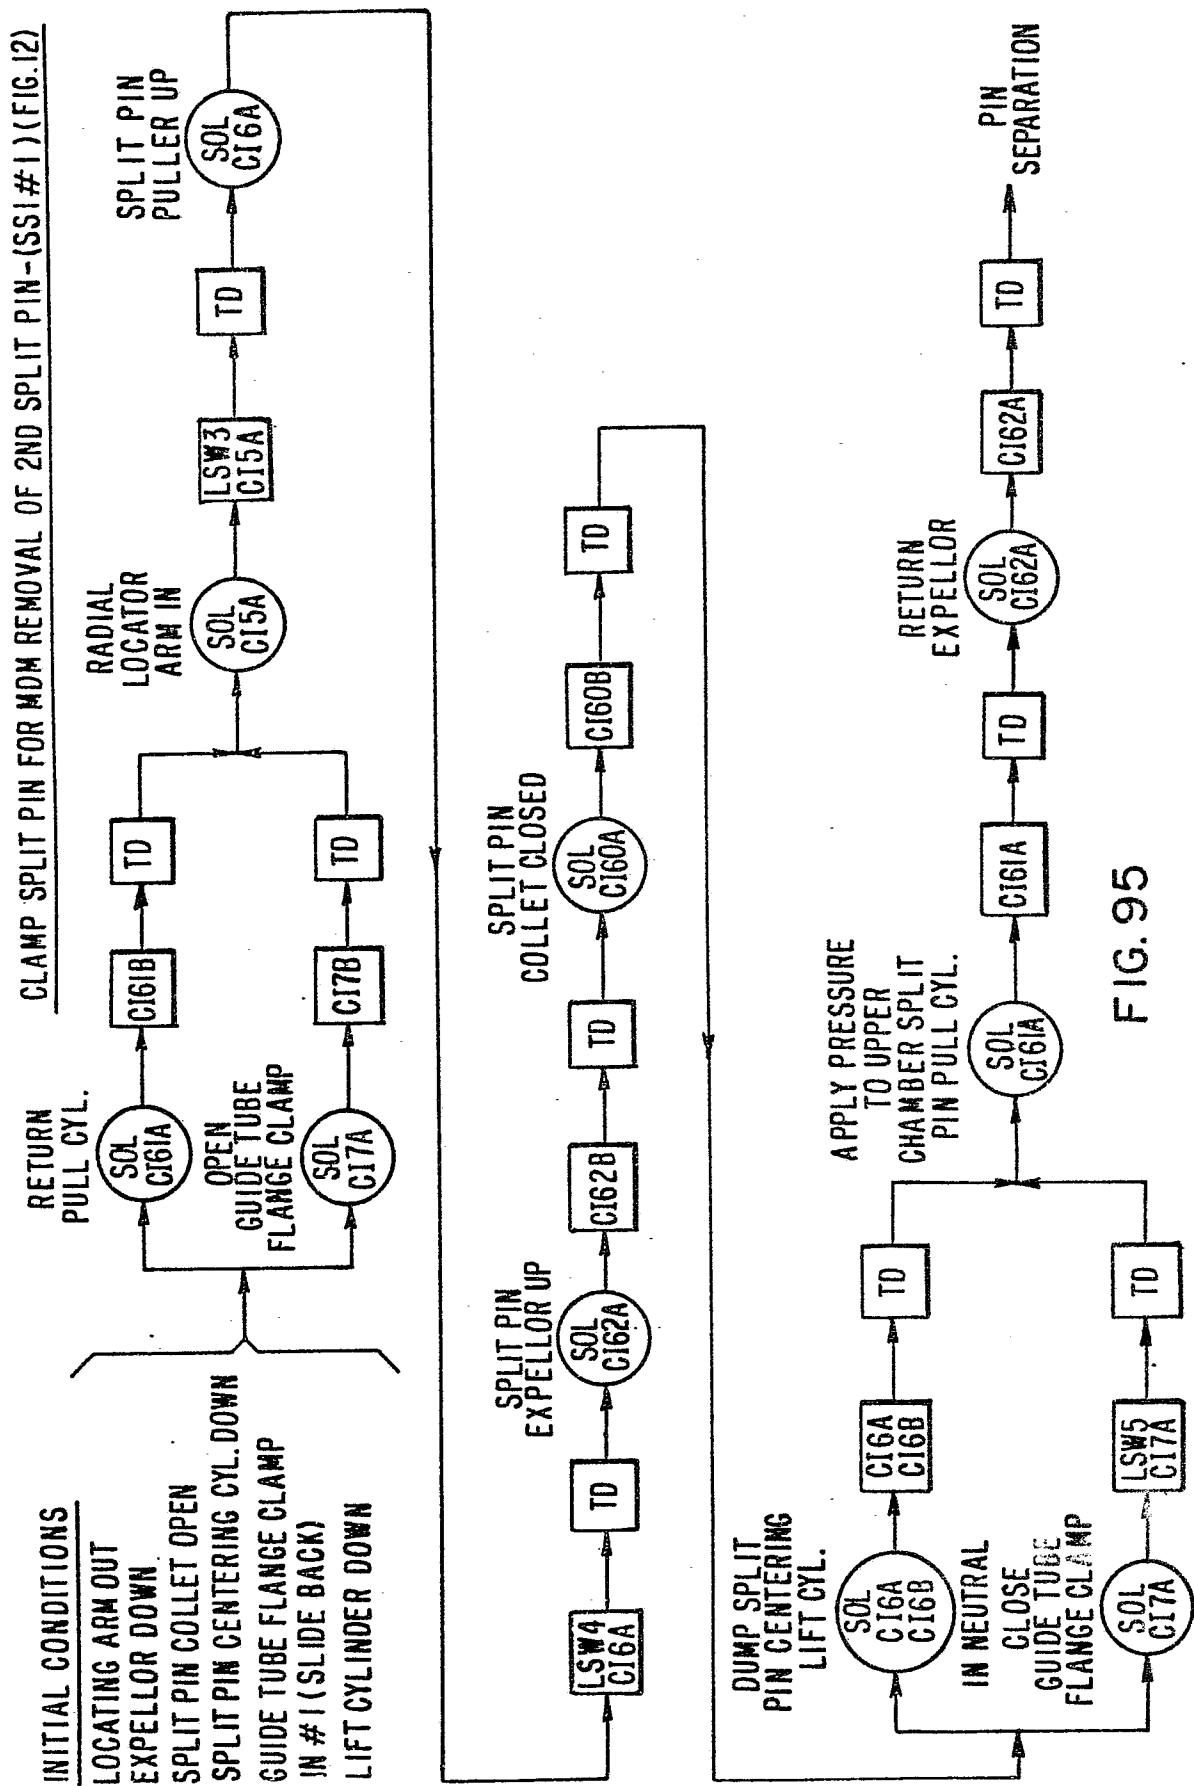 CLAMP SPLIT PIN FOR MDM REMOVAL OF 2ND SPLIT PIN-(SSI#1)(FIG.12)
INITIAL CONDITIONS
LOCATING ARM OUT
EXPELLOR DOWN
SPLIT PIN COLLET OPEN
SPLIT PIN CENTERING CYL. DOWN
GUIDE TUBE FLANGE CLAMP
IN #1 (SLIDE BACK)
LIFT CYLINDER DOWN
RETURN
PULL CYL.
SOL
CI61A
CI61B
TD
OPEN
GUIDE TUBE
FLANGE CLAMP
SOL
CI7A
CI7B
TD
RADIAL
LOCATOR
ARM IN
SOL
CI5A
LSW3
CI5A
TD
SPLIT PIN
PULLER UP
SOL
CI6A
LSW4
CI6A
TD
SPLIT PIN
EXPELLOR UP
SOL
CI62A
CI62B
TD
SPLIT PIN
COLLET CLOSED
SOL
CI60A
CI60B
TD
DUMP SPLIT
PIN CENTERING
LIFT CYL.
SOL
CI6A
CI6B
CI6A
CI6B
TD
IN NEUTRAL
CLOSE
GUIDE TUBE
FLANGE CLAMP
SOL
CI7A
LSW5
CI7A
TD
APPLY PRESSURE
TO UPPER
CHAMBER SPLIT
PIN PULL CYL.
SOL
CI61A
CI61A
TD
RETURN
EXPELLOR
SOL
CI62A
CI62A
TD
PIN
SEPARATION
FIG. 95